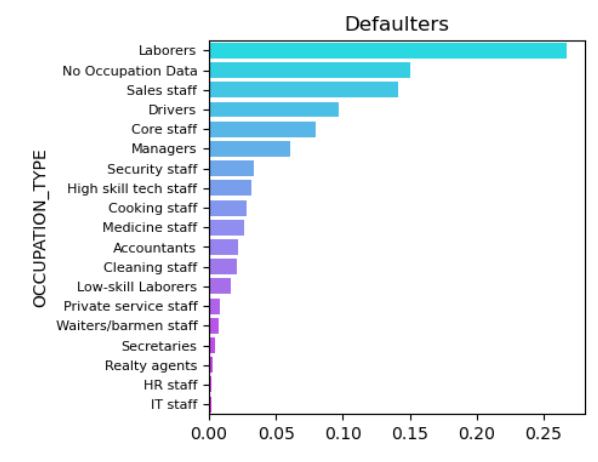 Defaulters
OCCUPATION_TYPE
Laborers
No Occupation Data
Sales staff
Drivers
Core staff
Managers
Security staff
High skill tech staff
Cooking staff
Medicine staff
Accountants
Cleaning staff
Low-skill Laborers
Private service staff
Waiters/barmen staff
Secretaries
Realty agents
HR staff
IT staff
0.00 0.05 0.10 0.15 0.20 0.25